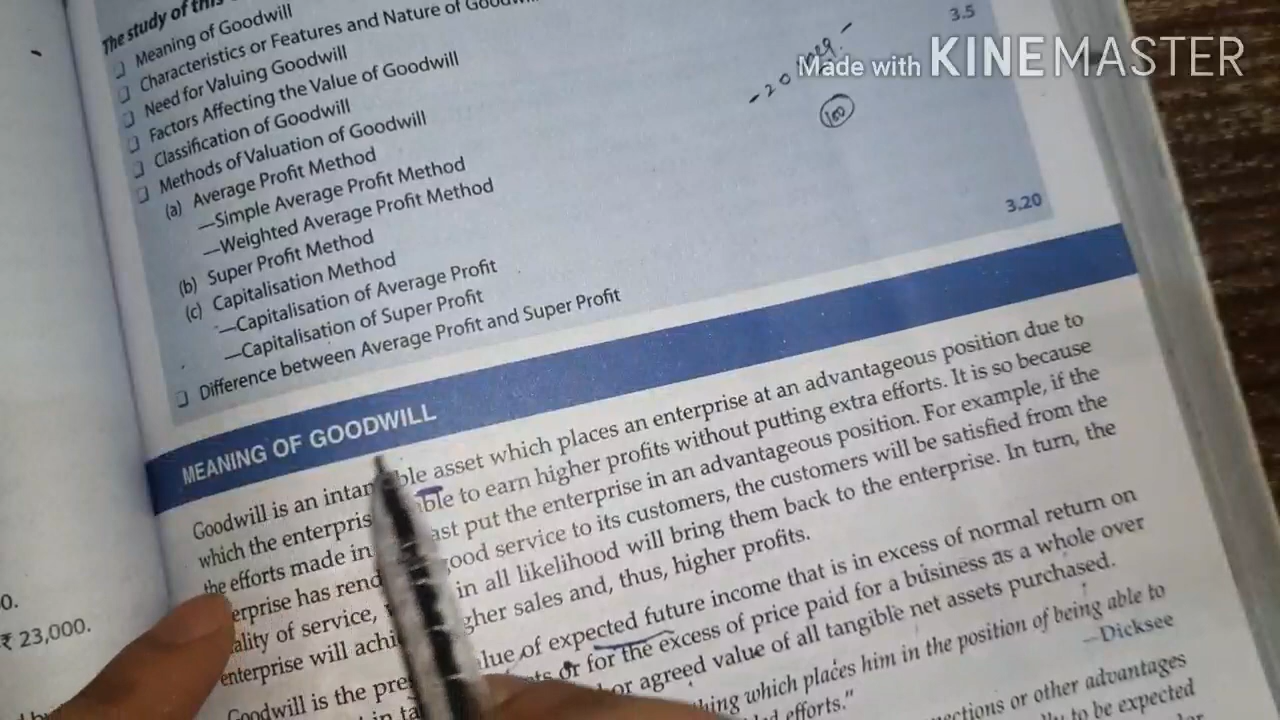 The study of this
Meaning of Goodwill
Characteristics or Features and Nature of
Need for Valuing Goodwill
Factors Affecting the Value of Goodwill
Classification of Goodwill
Methods of Valuation of Goodwill
(a) Average Profit Method
—Simple Average Profit Method
—Weighted Average Profit Method
(b) Super Profit Method
(c) Capitalisation Method
—Capitalisation of Average Profit
—Capitalisation of Super Profit
Difference between Average Profit and Super Profit
3.5
Made with KINEMASTER
-20
100
3.20
MEANING OF GOODWILL
Goodwill is an intan ble asset which places an enterprise at an advantageous position due to
which the enterpris ble to earn higher profits without putting extra efforts. It is so because
the efforts made in ast put the enterprise in an advantageous position. For example, if the
erprise has rend good service to its customers, the customers will be satisfied from the
ality of service, in all likelihood will bring them back to the enterprise. In turn, the
enterprise will achi gher sales and, thus, higher profits.
Goodwill is the pre lue of expected future income that is in excess of normal return on
ts or for the excess of price paid for a business as a whole over
or agreed value of all tangible net assets purchased.
hing which places him in the position of being able to
efforts."
—Dicksee
nections or other advantages
to be expected
0.
₹ 23,000.